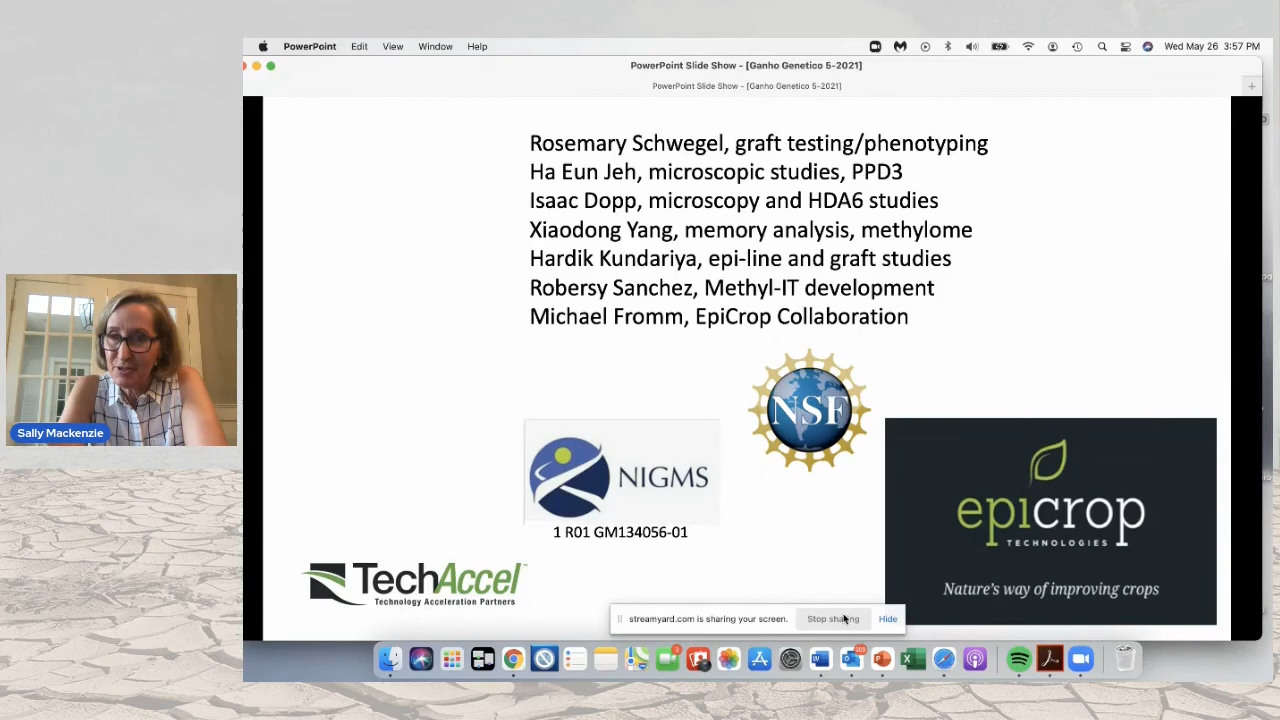 PowerPoint Edit View Window Help Wed May 26 3:57 PM
PowerPoint Slide Show - [Ganho Genetico 5-2021]
PowerPoint Slide Show - [Ganho Genetico 5-2021]
Rosemary Schwegel, graft testing/phenotyping
Ha Eun Jeh, microscopic studies, PPD3
Isaac Dopp, microscopy and HDA6 studies
Xiaodong Yang, memory analysis, methylome
Hardik Kundariya, epi-line and graft studies
Robersy Sanchez, Methyl-IT development
Michael Fromm, EpiCrop Collaboration
Sally Mackenzie
NSF
NIGMS
1 R01 GM134056-01
epicrop
TECHNOLOGIES
Nature's way of improving crops
TechAccel
Technology Acceleration Partners
streamyard.com is sharing your screen. Stop sharing Hide